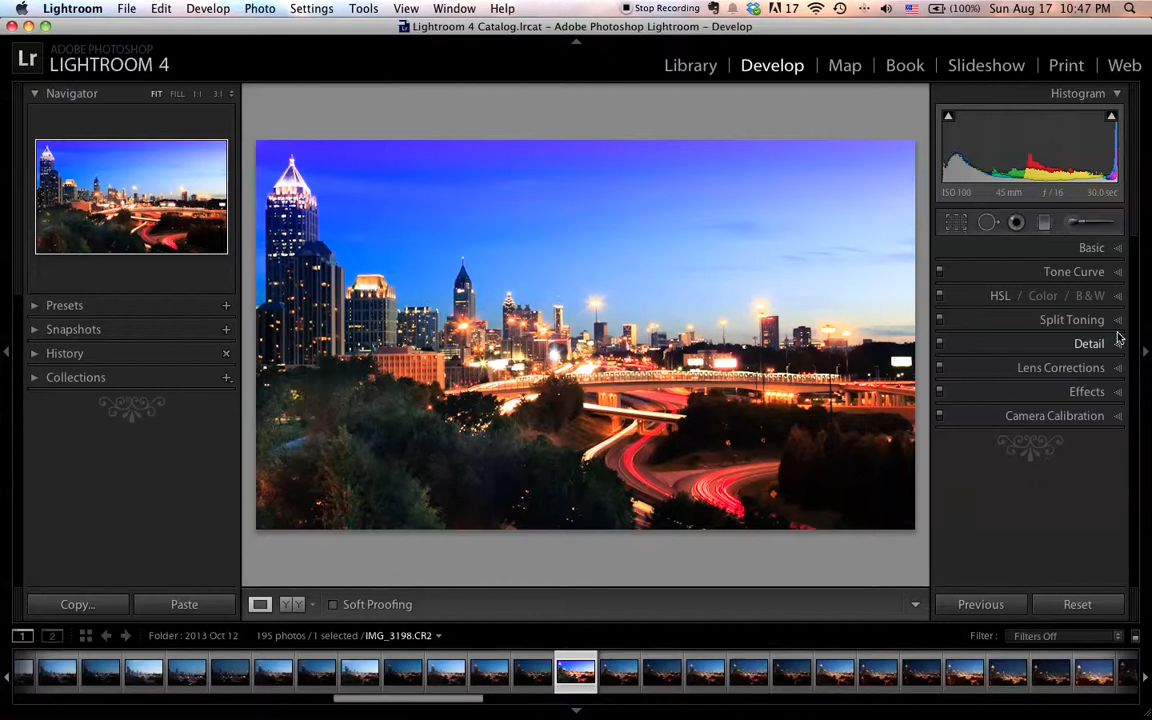 Lightroom File Edit Develop Photo Settings Tools View Window Help Stop Recording 17 (100%) Sun Aug 17 10:47 PM
Lightroom 4 Catalog.lrcat – Adobe Photoshop Lightroom – Develop
Lr ADOBE PHOTOSHOP
LIGHTROOM 4
Library | Develop | Map | Book | Slideshow | Print | Web
Navigator FIT FILL 1:1 3:1
Histogram
ISO 100 45 mm ƒ / 16 30.0 sec
Basic
Tone Curve
HSL / Color / B & W
Split Toning
Detail
Lens Corrections
Effects
Camera Calibration
Presets +
Snapshots +
History ×
Collections +
Copy... Paste
Y Y Soft Proofing
Previous Reset
1 2 Folder : 2013 Oct 12 195 photos / 1 selected / IMG_3198.CR2
Filter : Filters Off